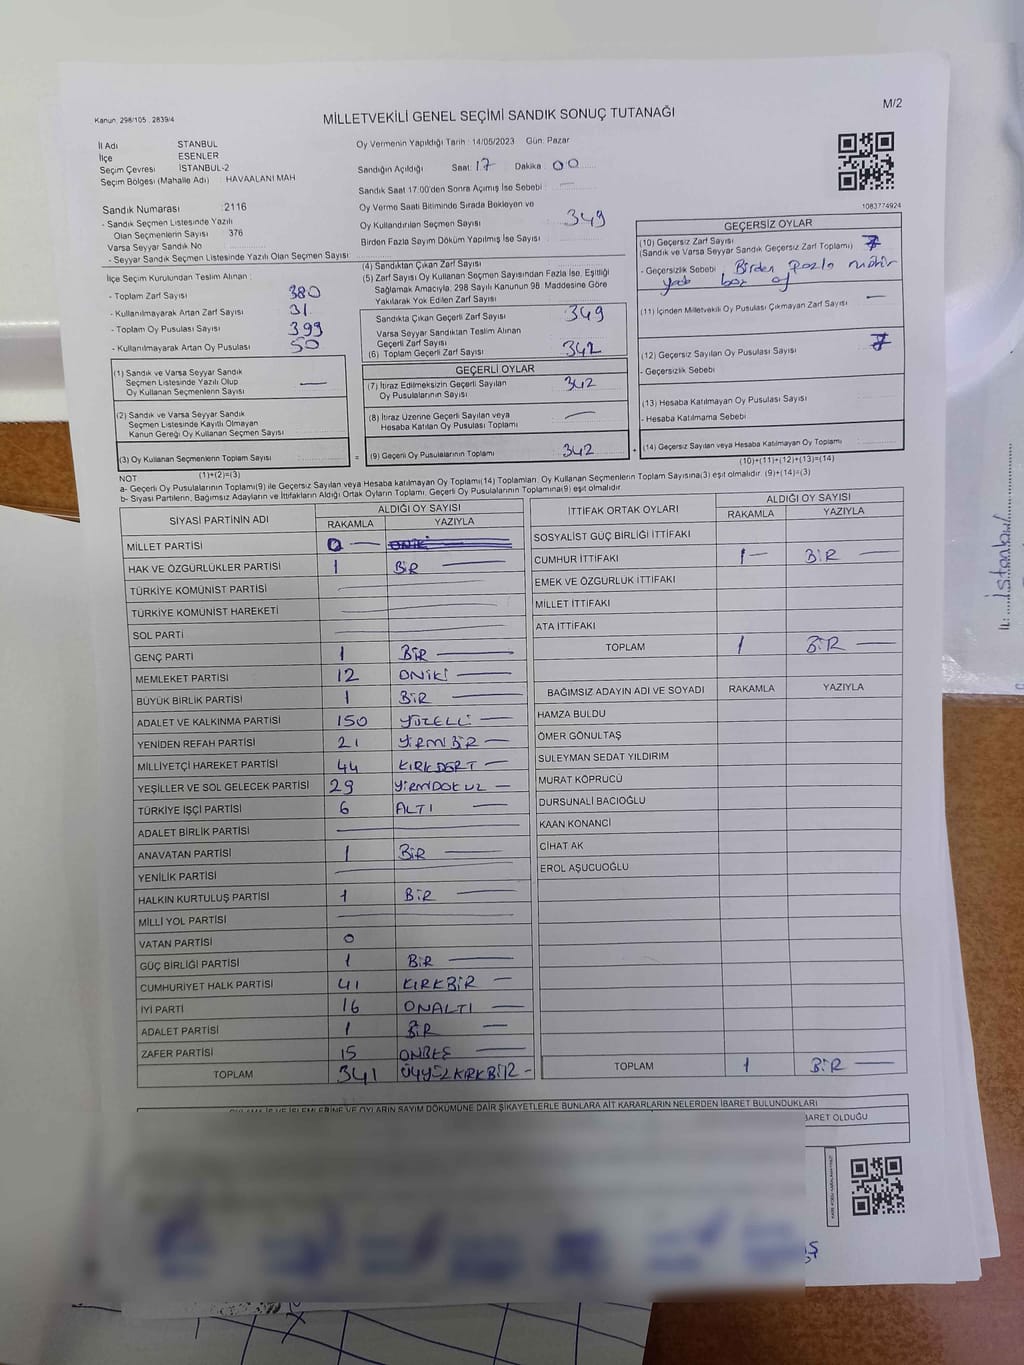 Kanun, 298/105 , 2839/4
MİLLETVEKİLİ GENEL SEÇİMİ SANDIK SONUÇ TUTANAĞI
M/2
İl Adı STANBUL
İlçe ESENLER
Seçim Çevresi İSTANBUL-2
Seçim Bölgesi (Mahalle Adı) : HAVAALANI MAH
Sandık Numarası : 2116
- Sandık Seçmen Listesinde Yazılı
Olan Seçmenlerin Sayısı 376
Varsa Seyyar Sandık No
- Seyyar Sandık Seçmen Listesinde Yazılı Olan Seçmen Sayısı
İlçe Seçim Kurulundan Teslim Alınan :
- Toplam Zarf Sayısı 380
- Kullanılmayarak Artan Zarf Sayısı 31
- Toplam Oy Pusulası Sayısı 399
- Kullanılmayarak Artan Oy Pusulası 50
(1) Sandık ve Varsa Seyyar Sandık
Seçmen Listesinde Yazılı Olup
Oy Kullanan Seçmenlerin Sayısı —
(2) Sandık ve Varsa Seyyar Sandık
Seçmen Listesinde Kayıtlı Olmayan
Kanun Gereği Oy Kullanan Seçmen Sayısı
(3) Oy Kullanan Seçmenlerin Toplam Sayısı
(1)+(2)=(3)
Oy Vermenin Yapıldığı Tarih : 14/05/2023 Gün: Pazar
Sandığın Açıldığı Saat: 17 Dakika 00
Sandık Saat 17.00'den Sonra Açımış İse Sebebi : —
Oy Verme Saati Bitiminde Sırada Bekleyen ve
Oy Kullandırılan Seçmen Sayısı 349
Birden Fazla Sayım Döküm Yapılmış İse Sayısı
(4) Sandıktan Çıkan Zarf Sayısı
(5) Zarf Sayısı Oy Kullanan Seçmen Sayısından Fazla İse, Eşitliği
Sağlamak Amacıyla, 298 Sayılı Kanunun 98. Maddesine Göre
Yakılarak Yok Edilen Zarf Sayısı
Sandıkta Çıkan Geçerli Zarf Sayısı 349
Varsa Seyyar Sandıktan Teslim Alınan
Geçerli Zarf Sayısı
(6) Toplam Geçerli Zarf Sayısı 342
GEÇERLİ OYLAR
(7) İtiraz Edilmeksizin Geçerli Sayılan
Oy Pusulalarının Sayısı 342
(8) İtiraz Üzerine Geçerli Sayılan veya
Hesaba Katılan Oy Pusulası Toplamı —
= (9) Geçerli Oy Pusulalarının Toplamı 342 +
1083774924
GEÇERSİZ OYLAR
(10) Geçersiz Zarf Sayısı
(Sandık ve Varsa Seyyar Sandık Geçersiz Zarf Toplamı) 7
- Geçersizlik Sebebi Birden fazla mühür
boş oy
(11) İçinden Milletvekili Oy Pusulası Çıkmayan Zarf Sayısı —
(12) Geçersiz Sayılan Oy Pusulası Sayısı 7
- Geçersizlik Sebebi
(13) Hesaba Katılmayan Oy Pusulası Sayısı
- Hesaba Katılmama Sebebi
(14) Geçersiz Sayılan veya Hesaba Katılmayan Oy Toplamı
(10)+(11)+(12)+(13)=(14)
NOT
a- Geçerli Oy Pusulalarının Toplamı(9) ile Geçersiz Sayılan veya Hesaba katılmayan Oy Toplamı(14) Toplamları, Oy Kullanan Seçmenlerin Toplam Sayısına(3) eşit olmalıdır. (9)+(14)=(3)
b- Siyasi Partilerin, Bağımsız Adayların ve İttifakların Aldığı Ortak Oyların Toplamı, Geçerli Oy Pusulalarının Toplamına(9) eşit olmalıdır
SİYASİ PARTİNİN ADI ALDIĞI OY SAYISI
RAKAMLA YAZIYLA
MİLLET PARTİSİ 0 —
HAK VE ÖZGÜRLÜKLER PARTİSİ 1 BİR
TÜRKİYE KOMÜNİST PARTİSİ
TÜRKİYE KOMÜNİST HAREKETİ
SOL PARTİ
GENÇ PARTİ 1 BİR
MEMLEKET PARTİSİ 12 ONİKİ
BÜYÜK BİRLİK PARTİSİ 1 BİR
ADALET VE KALKINMA PARTİSİ 150 YÜZELLİ
YENİDEN REFAH PARTİSİ 21 YİRMİBİR
MİLLİYETÇİ HAREKET PARTİSİ 44 KIRKDÖRT
YEŞİLLER VE SOL GELECEK PARTİSİ 29 YİRMİDOKUZ
TÜRKİYE İŞÇİ PARTİSİ 6 ALTI
ADALET BİRLİK PARTİSİ
ANAVATAN PARTİSİ 1 BİR
YENİLİK PARTİSİ
HALKIN KURTULUŞ PARTİSİ 1 BİR
MİLLİ YOL PARTİSİ
VATAN PARTİSİ 0
GÜÇ BİRLİĞİ PARTİSİ 1 BİR
CUMHURİYET HALK PARTİSİ 41 KIRKBİR
İYİ PARTİ 16 ONALTI
ADALET PARTİSİ 1 BİR
ZAFER PARTİSİ 15 ONBEŞ
TOPLAM 341 ÜÇYÜZKIRKBİR
İTTİFAK ORTAK OYLARI ALDIĞI OY SAYISI
RAKAMLA YAZIYLA
SOSYALİST GÜÇ BİRLİĞİ İTTİFAKI
CUMHUR İTTİFAKI 1 BİR
EMEK VE ÖZGÜRLÜK İTTİFAKI
MİLLET İTTİFAKI
ATA İTTİFAKI
TOPLAM 1 BİR
BAĞIMSIZ ADAYIN ADI VE SOYADI RAKAMLA YAZIYLA
HAMZA BULDU
ÖMER GÖNÜLTAŞ
SÜLEYMAN SEDAT YILDIRIM
MURAT KÖPRÜCÜ
DURSUNALİ BACIOĞLU
KAAN KONANCİ
CİHAT AK
EROL AŞUCUOĞLU
TOPLAM 1 BİR
OYLAMA İŞ VE İŞLEMLERİNE VE OYLARIN SAYIM DÖKÜMÜNE DAİR ŞİKAYETLERLE BUNLARA AİT KARARLARIN NELERDEN İBARET BULUNDUKLARI
BARET OLDUĞU
İL: İstanbul